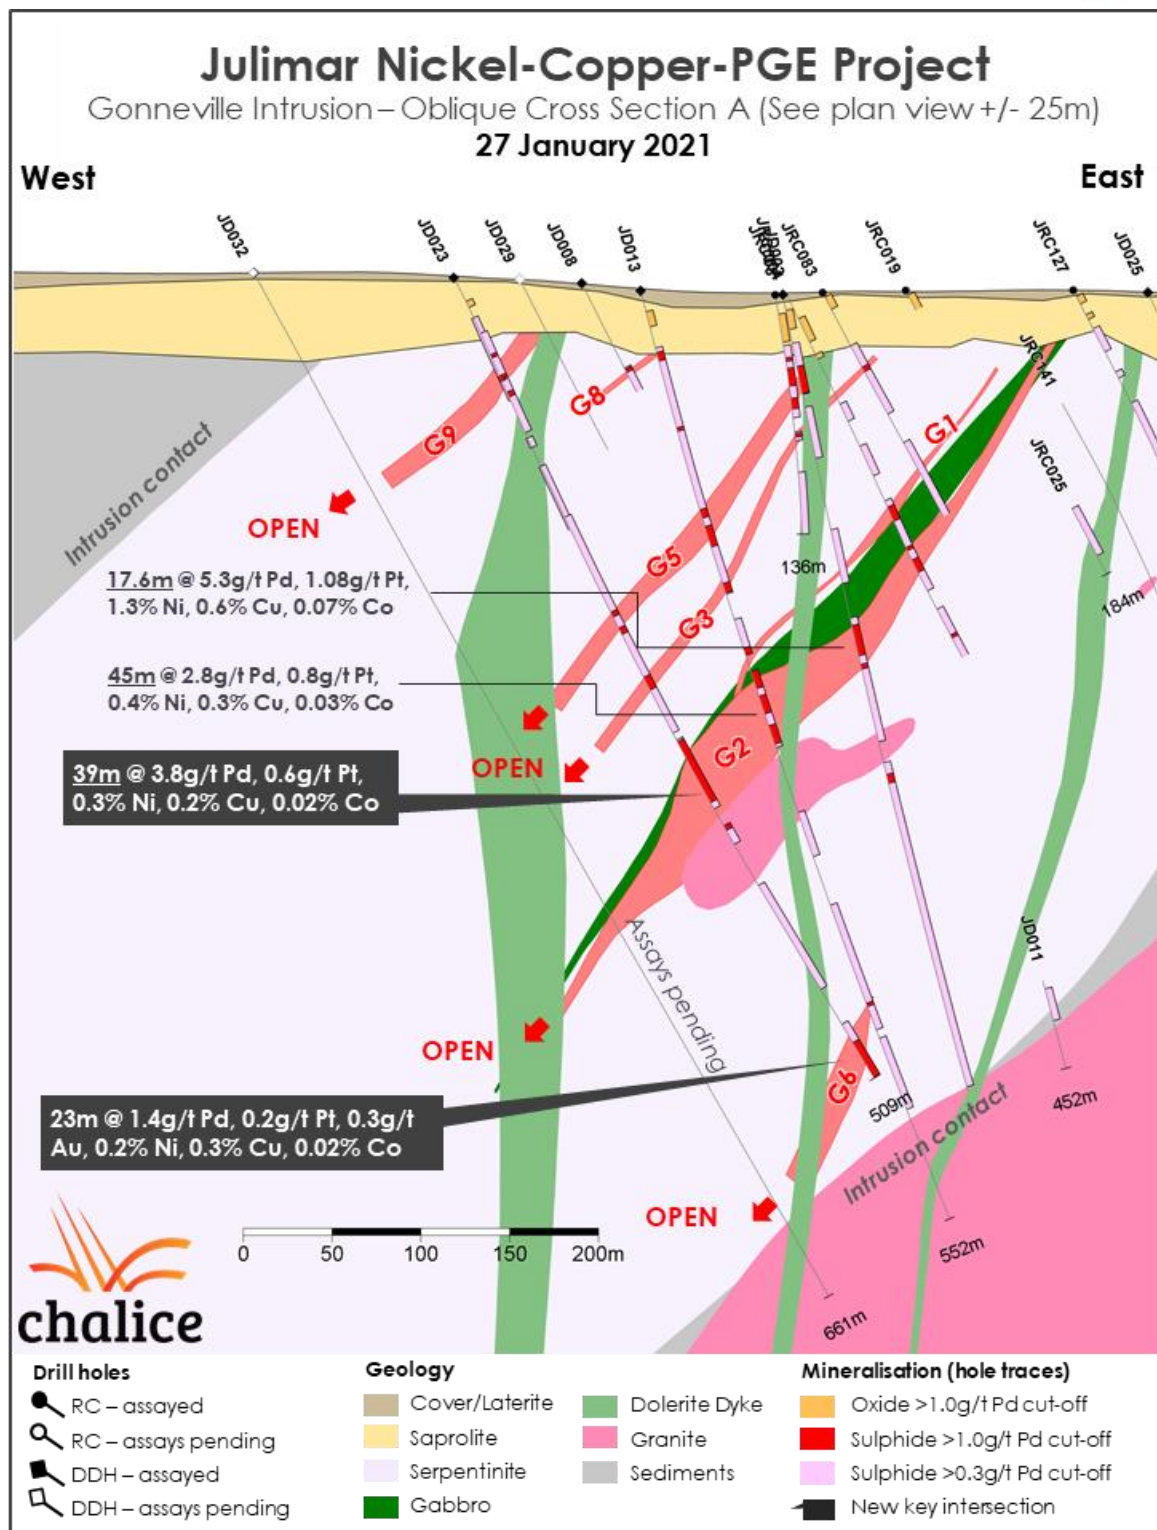 Julimar Nickel-Copper-PGE Project
Gonneville Intrusion – Oblique Cross Section A (See plan view +/- 25m)
27 January 2021
West
East
JD032
JD023
JD029
JD008
JD013
JRC083
JRC019
JRC127
JD025
JRC141
JRC025
G9
G8
G1
G5
G3
G2
G6
Intrusion contact
OPEN
136m
184m
17.6m @ 5.3g/t Pd, 1.08g/t Pt,
1.3% Ni, 0.6% Cu, 0.07% Co
45m @ 2.8g/t Pd, 0.8g/t Pt,
0.4% Ni, 0.3% Cu, 0.03% Co
OPEN
39m @ 3.8g/t Pd, 0.6g/t Pt,
0.3% Ni, 0.2% Cu, 0.02% Co
Assays pending
JD011
OPEN
23m @ 1.4g/t Pd, 0.2g/t Pt, 0.3g/t
Au, 0.2% Ni, 0.3% Cu, 0.02% Co
509m
452m
Intrusion contact
OPEN
552m
661m
0 50 100 150 200m
chalice
Drill holes
RC – assayed
RC – assays pending
DDH – assayed
DDH – assays pending
Geology
Cover/Laterite
Saprolite
Serpentinite
Gabbro
Dolerite Dyke
Granite
Sediments
Mineralisation (hole traces)
Oxide >1.0g/t Pd cut-off
Sulphide >1.0g/t Pd cut-off
Sulphide >0.3g/t Pd cut-off
New key intersection